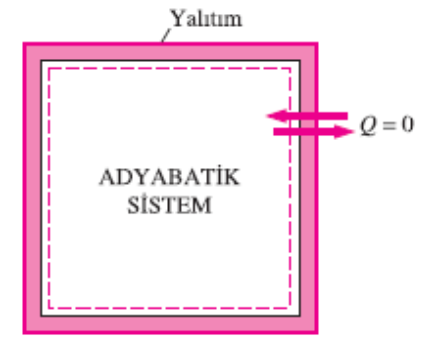 Yalıtım
Q = 0
ADYABATİK
SİSTEM